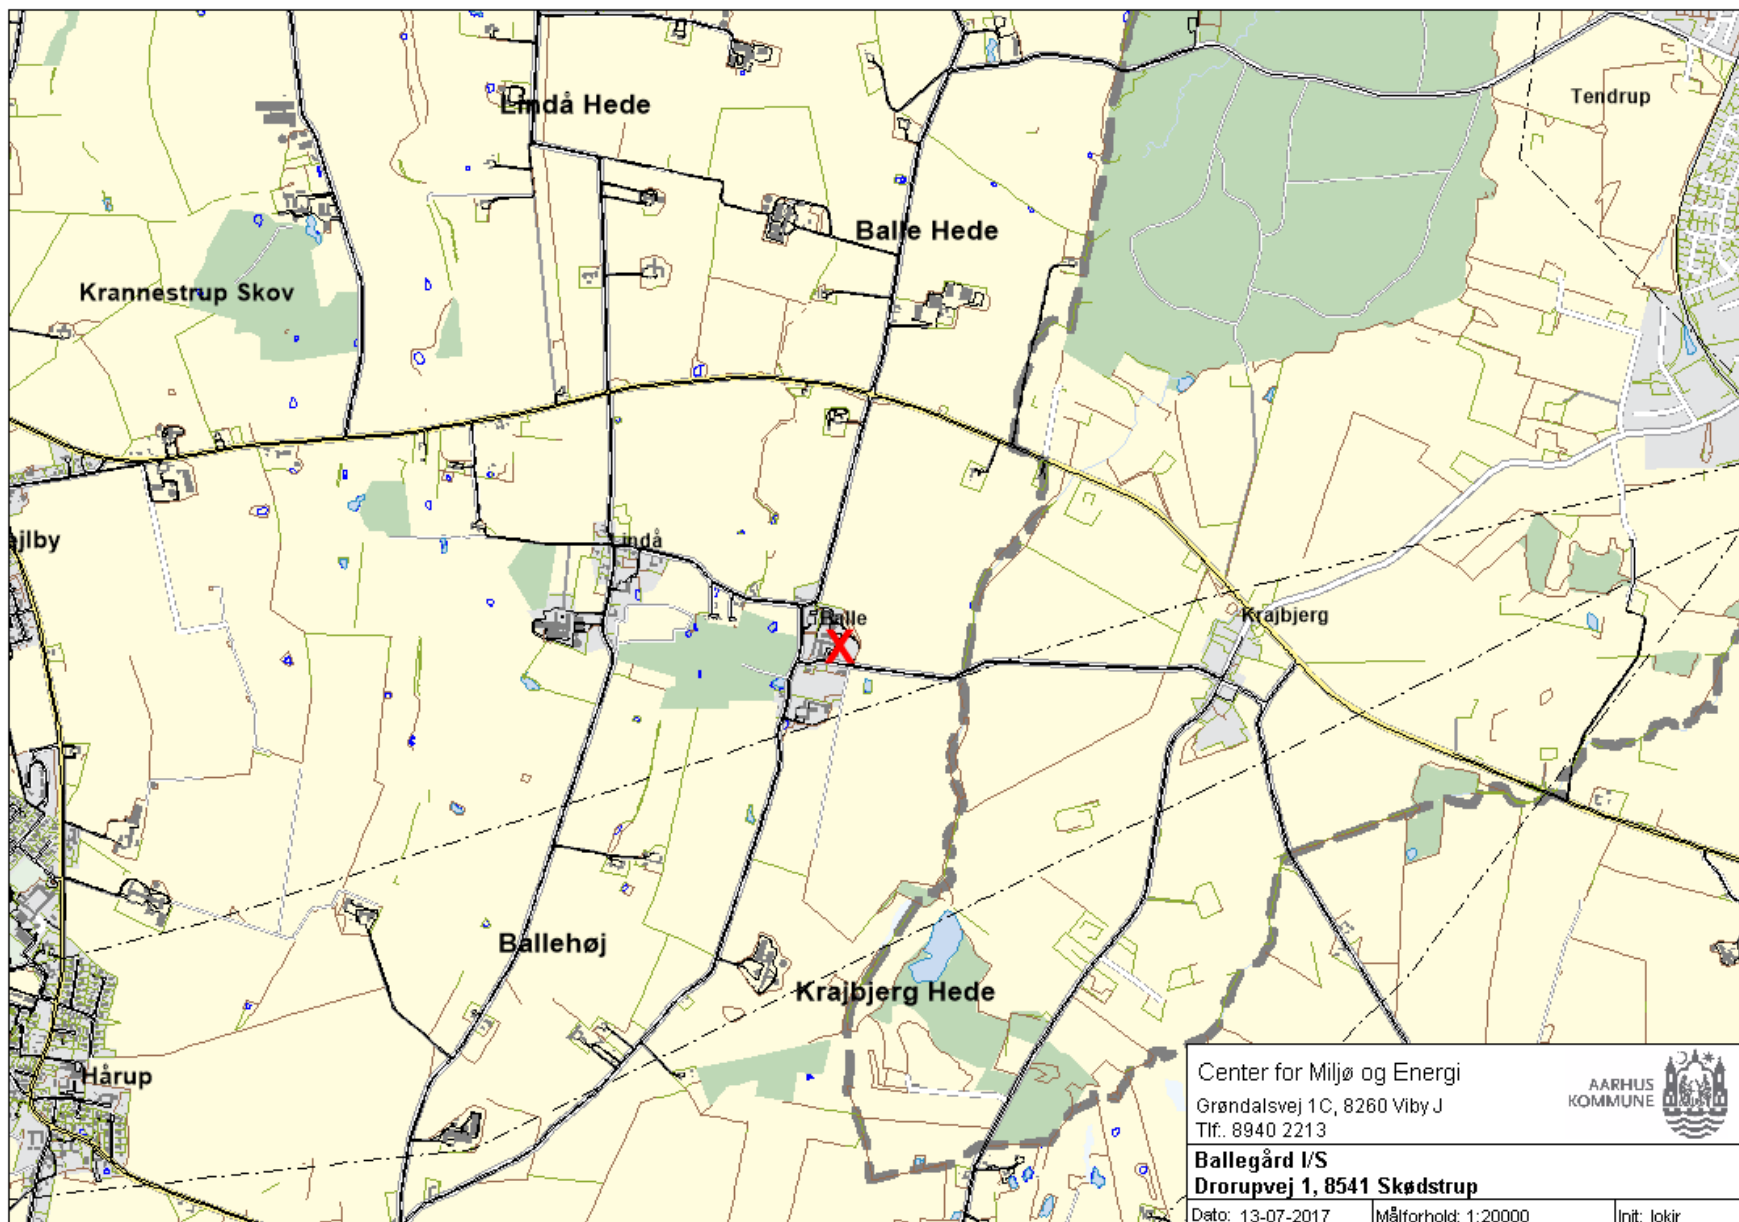 Lindå Hede
Tendrup
Balle Hede
Krannestrup Skov
ajlby
Lindå
Balle
X
Krajbjerg
Ballehøj
Krajbjerg Hede
Hårup
Center for Miljø og Energi
Grøndalsvej 1C, 8260 Viby J
Tlf.. 8940 2213
AARHUS
KOMMUNE
Ballegård I/S
Drorupvej 1, 8541 Skødstrup
Dato: 13-07-2017 Målforhold: 1:20000 Init: lokir